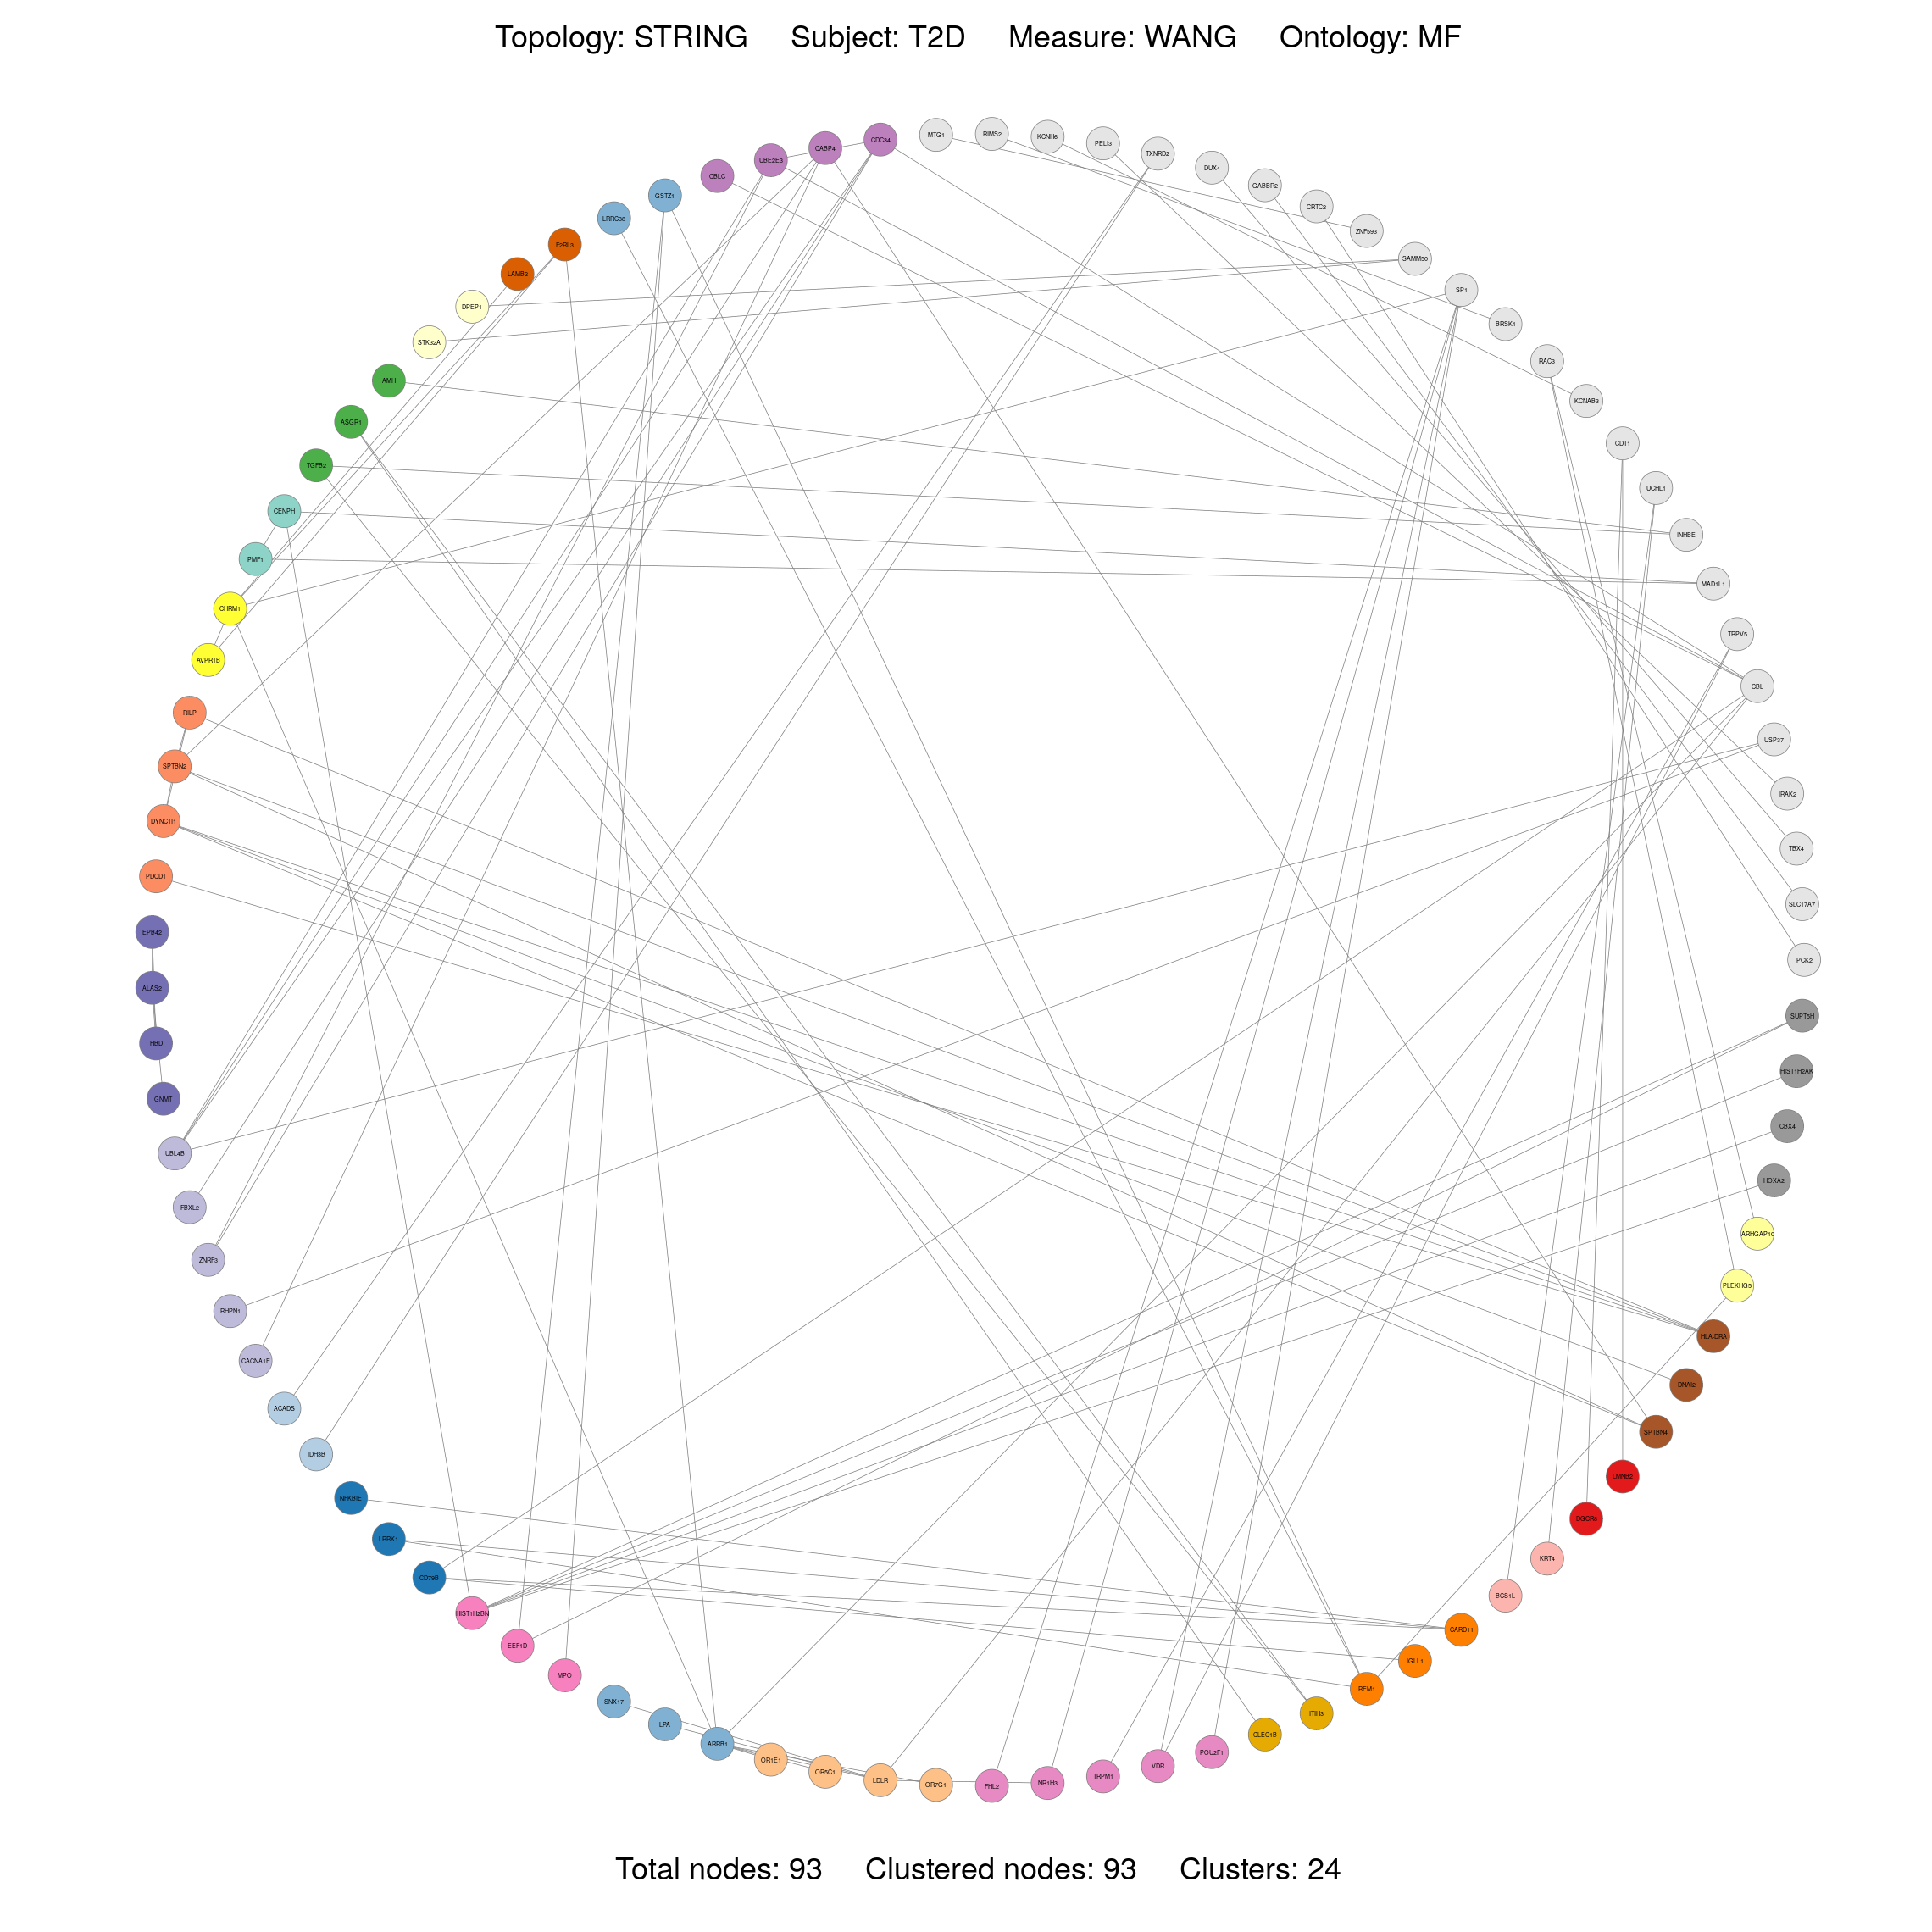 Topology: STRING Subject: T2D Measure: WANG Ontology: MF
MTG1
RIMS2
KCNH6
PELI3
TXNRD2
DUX4
GABBR2
CRTC2
ZNF593
SAMM50
SP1
BRSK1
RAC3
KCNAB3
CDT1
UCHL1
INHBE
MAD1L1
TRPV5
CBL
USP37
IRAK2
TBX4
SLC17A7
PCK2
SUPT5H
HIST1H2AK
CBX4
HOXA2
ARHGAP10
PLEKHG5
HLA-DRA
DNAI2
SPTBN4
LMNB2
DGCR8
KRT4
BCS1L
CARD11
IGLL1
REM1
ITIH3
CLEC1B
POU2F1
VDR
TRPM1
NR1H3
FHL2
OR7G1
LDLR
OR5C1
OR1E1
ARRB1
LPA
SNX17
MPO
EEF1D
HIST1H2BN
CD79B
LRRK1
NFKBIE
IDH3B
ACADS
CACNA1E
RHPN1
ZNRF3
FBXL2
UBL4B
GNMT
HBD
ALAS2
EPB42
PDCD1
DYNC1I1
SPTBN2
RILP
AVPR1B
CHRM1
PMF1
CENPH
TGFB2
ASGR1
AMH
STK32A
DPEP1
LAMB2
F2RL3
LRRC38
GSTZ1
CBLC
UBE2E3
CABP4
CDC34
Total nodes: 93 Clustered nodes: 93 Clusters: 24